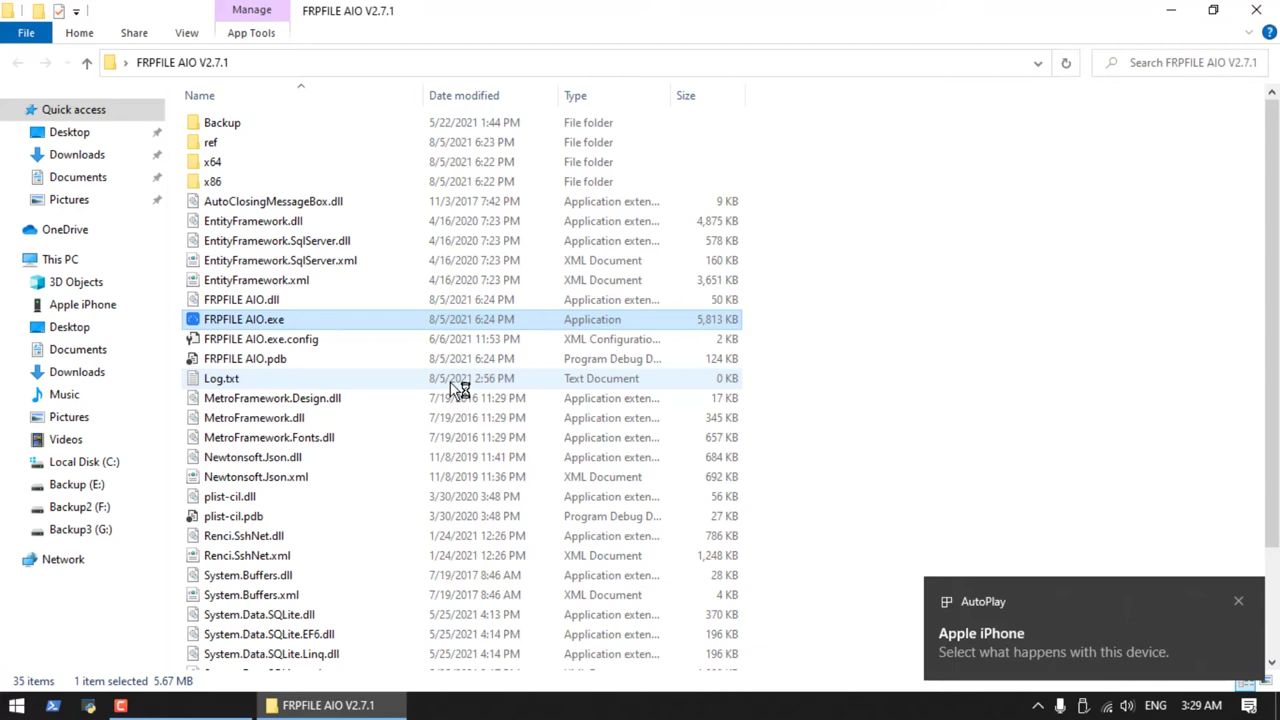 Manage
FRPFILE AIO V2.7.1
File
Home
Share
View
App Tools
FRPFILE AIO V2.7.1
Search FRPFILE AIO V2.7.1
Name
Date modified
Type
Size
Quick access
Desktop
Downloads
Documents
Pictures
OneDrive
This PC
3D Objects
Apple iPhone
Desktop
Documents
Downloads
Music
Pictures
Videos
Local Disk (C:)
Backup (E:)
Backup2 (F:)
Backup3 (G:)
Network
Backup 5/22/2021 1:44 PM File folder
ref 8/5/2021 6:23 PM File folder
x64 8/5/2021 6:22 PM File folder
x86 8/5/2021 6:22 PM File folder
AutoClosingMessageBox.dll 11/3/2017 7:42 PM Application exten... 9 KB
EntityFramework.dll 4/16/2020 7:23 PM Application exten... 4,875 KB
EntityFramework.SqlServer.dll 4/16/2020 7:23 PM Application exten... 578 KB
EntityFramework.SqlServer.xml 4/16/2020 7:23 PM XML Document 160 KB
EntityFramework.xml 4/16/2020 7:23 PM XML Document 3,651 KB
FRPFILE AIO.dll 8/5/2021 6:24 PM Application exten... 50 KB
FRPFILE AIO.exe 8/5/2021 6:24 PM Application 5,813 KB
FRPFILE AIO.exe.config 6/6/2021 11:53 PM XML Configuratio... 2 KB
FRPFILE AIO.pdb 8/5/2021 6:24 PM Program Debug D... 124 KB
Log.txt 8/5/2021 2:56 PM Text Document 0 KB
MetroFramework.Design.dll 7/19/2016 11:29 PM Application exten... 17 KB
MetroFramework.dll 7/19/2016 11:29 PM Application exten... 345 KB
MetroFramework.Fonts.dll 7/19/2016 11:29 PM Application exten... 657 KB
Newtonsoft.Json.dll 11/8/2019 11:41 PM Application exten... 684 KB
Newtonsoft.Json.xml 11/8/2019 11:36 PM XML Document 692 KB
plist-cil.dll 3/30/2020 3:48 PM Application exten... 56 KB
plist-cil.pdb 3/30/2020 3:48 PM Program Debug D... 27 KB
Renci.SshNet.dll 1/24/2021 12:26 PM Application exten... 786 KB
Renci.SshNet.xml 1/24/2021 12:26 PM XML Document 1,248 KB
System.Buffers.dll 7/19/2017 8:46 AM Application exten... 28 KB
System.Buffers.xml 7/19/2017 8:46 AM XML Document 4 KB
System.Data.SQLite.dll 5/25/2021 4:13 PM Application exten... 370 KB
System.Data.SQLite.EF6.dll 5/25/2021 4:14 PM Application exten... 196 KB
System.Data.SQLite.Linq.dll 5/25/2021 4:14 PM Application exten... 196 KB
AutoPlay
Apple iPhone
Select what happens with this device.
35 items
1 item selected 5.67 MB
FRPFILE AIO V2.7.1
ENG
3:29 AM